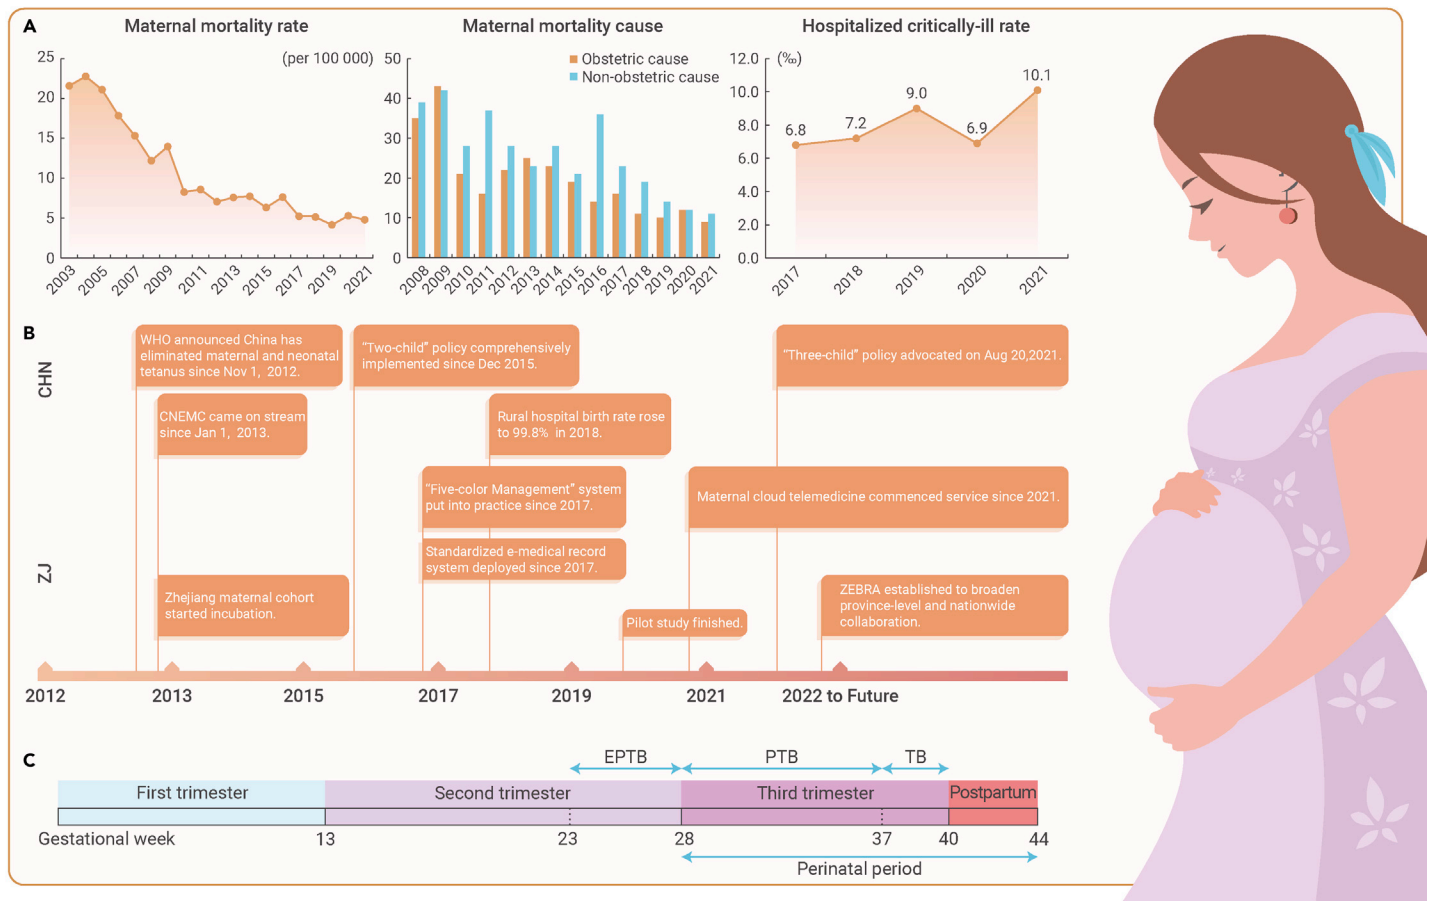 A
Maternal mortality rate
(per 100 000)
25
20
15
10
5
0
2003
2005
2007
2009
2011
2013
2015
2017
2019
2021
Maternal mortality cause
Obstetric cause
Non-obstetric cause
50
40
30
20
10
0
2008
2009
2010
2011
2012
2013
2014
2015
2016
2017
2018
2019
2020
2021
Hospitalized critically-ill rate
(‰)
12.0
10.0
8.0
6.0
4.0
2.0
0.0
6.8
7.2
9.0
6.9
10.1
2017
2018
2019
2020
2021
B
CHN
ZJ
WHO announced China has
eliminated maternal and neonatal
tetanus since Nov 1, 2012.
"Two-child" policy comprehensively
implemented since Dec 2015.
"Three-child" policy advocated on Aug 20,2021.
CNEMC came on stream
since Jan 1, 2013.
Rural hospital birth rate rose
to 99.8% in 2018.
"Five-color Management" system
put into practice since 2017.
Maternal cloud telemedicine commenced service since 2021.
Standardized e-medical record
system deployed since 2017.
Zhejiang maternal cohort
started incubation.
Pilot study finished.
ZEBRA established to broaden
province-level and nationwide
collaboration.
2012
2013
2015
2017
2019
2021
2022 to Future
C
EPTB
PTB
TB
First trimester
Second trimester
Third trimester
Postpartum
Gestational week
13
23
28
37
40
44
Perinatal period